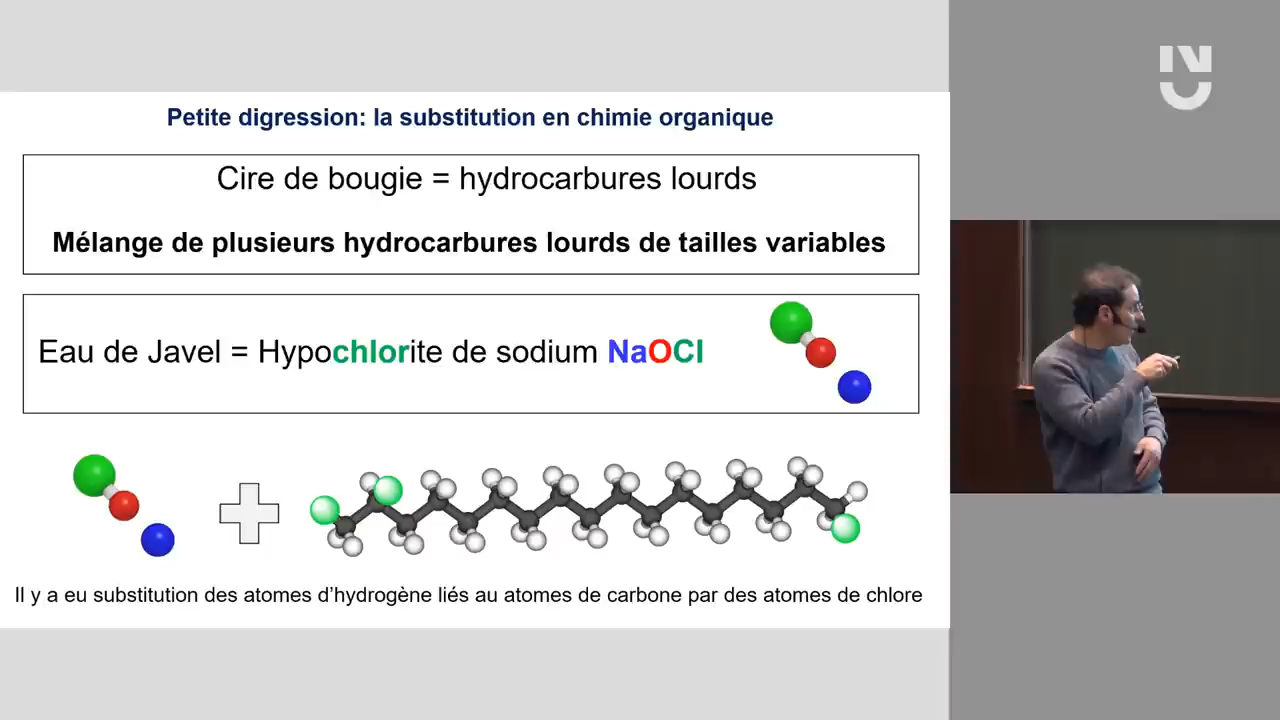 Petite digression: la substitution en chimie organique
Cire de bougie = hydrocarbures lourds
Mélange de plusieurs hydrocarbures lourds de tailles variables
Eau de Javel = Hypochlorite de sodium NaOCl
Il y a eu substitution des atomes d’hydrogène liés au atomes de carbone par des atomes de chlore